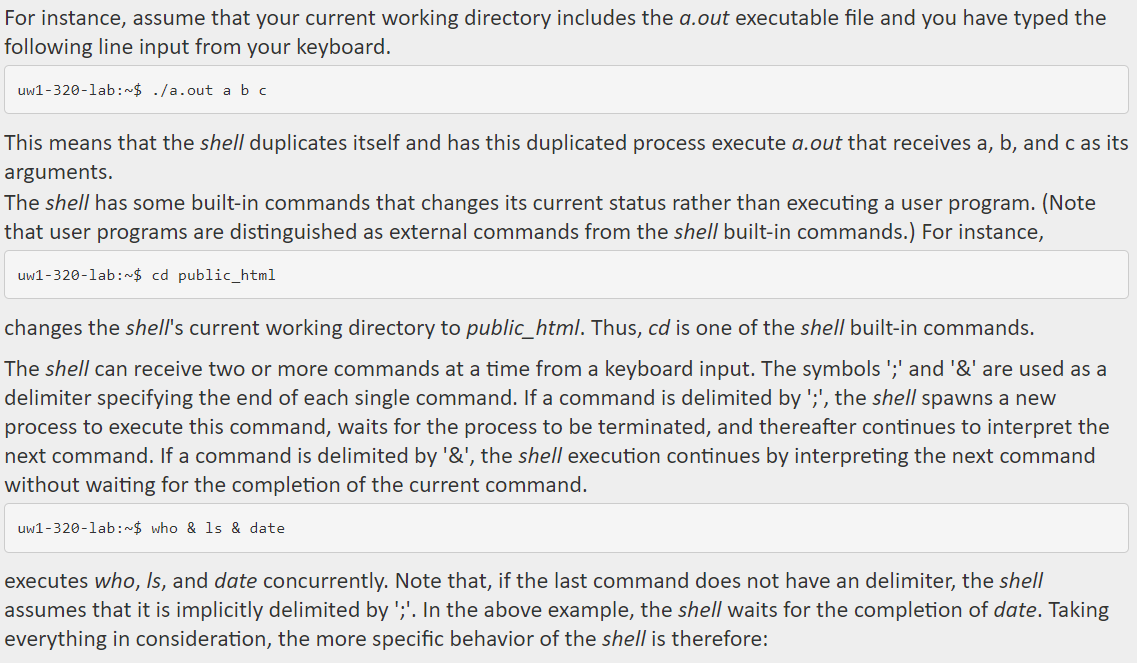 For instance, assume that your current working directory includes the a.out executable file and you have typed the
following line input from your keyboard.
uw1-320-lab:~$ ./a.out a b c
This means that the shell duplicates itself and has this duplicated process execute a.out that receives a, b, and c as its
arguments.
The shell has some built-in commands that changes its current status rather than executing a user program. (Note
that user programs are distinguished as external commands from the shell built-in commands.) For instance,
uw1-320-lab:~$ cd public_html
changes the shell's current working directory to public_html. Thus, cd is one of the shell built-in commands.
The shell can receive two or more commands at a time from a keyboard input. The symbols ';' and '&' are used as a
delimiter specifying the end of each single command. If a command is delimited by ';', the shell spawns a new
process to execute this command, waits for the process to be terminated, and thereafter continues to interpret the
next command. If a command is delimited by '&', the shell execution continues by interpreting the next command
without waiting for the completion of the current command.
uw1-320-lab:~$ who & ls & date
executes who, ls, and date concurrently. Note that, if the last command does not have an delimiter, the shell
assumes that it is implicitly delimited by ';'. In the above example, the shell waits for the completion of date. Taking
everything in consideration, the more specific behavior of the shell is therefore: